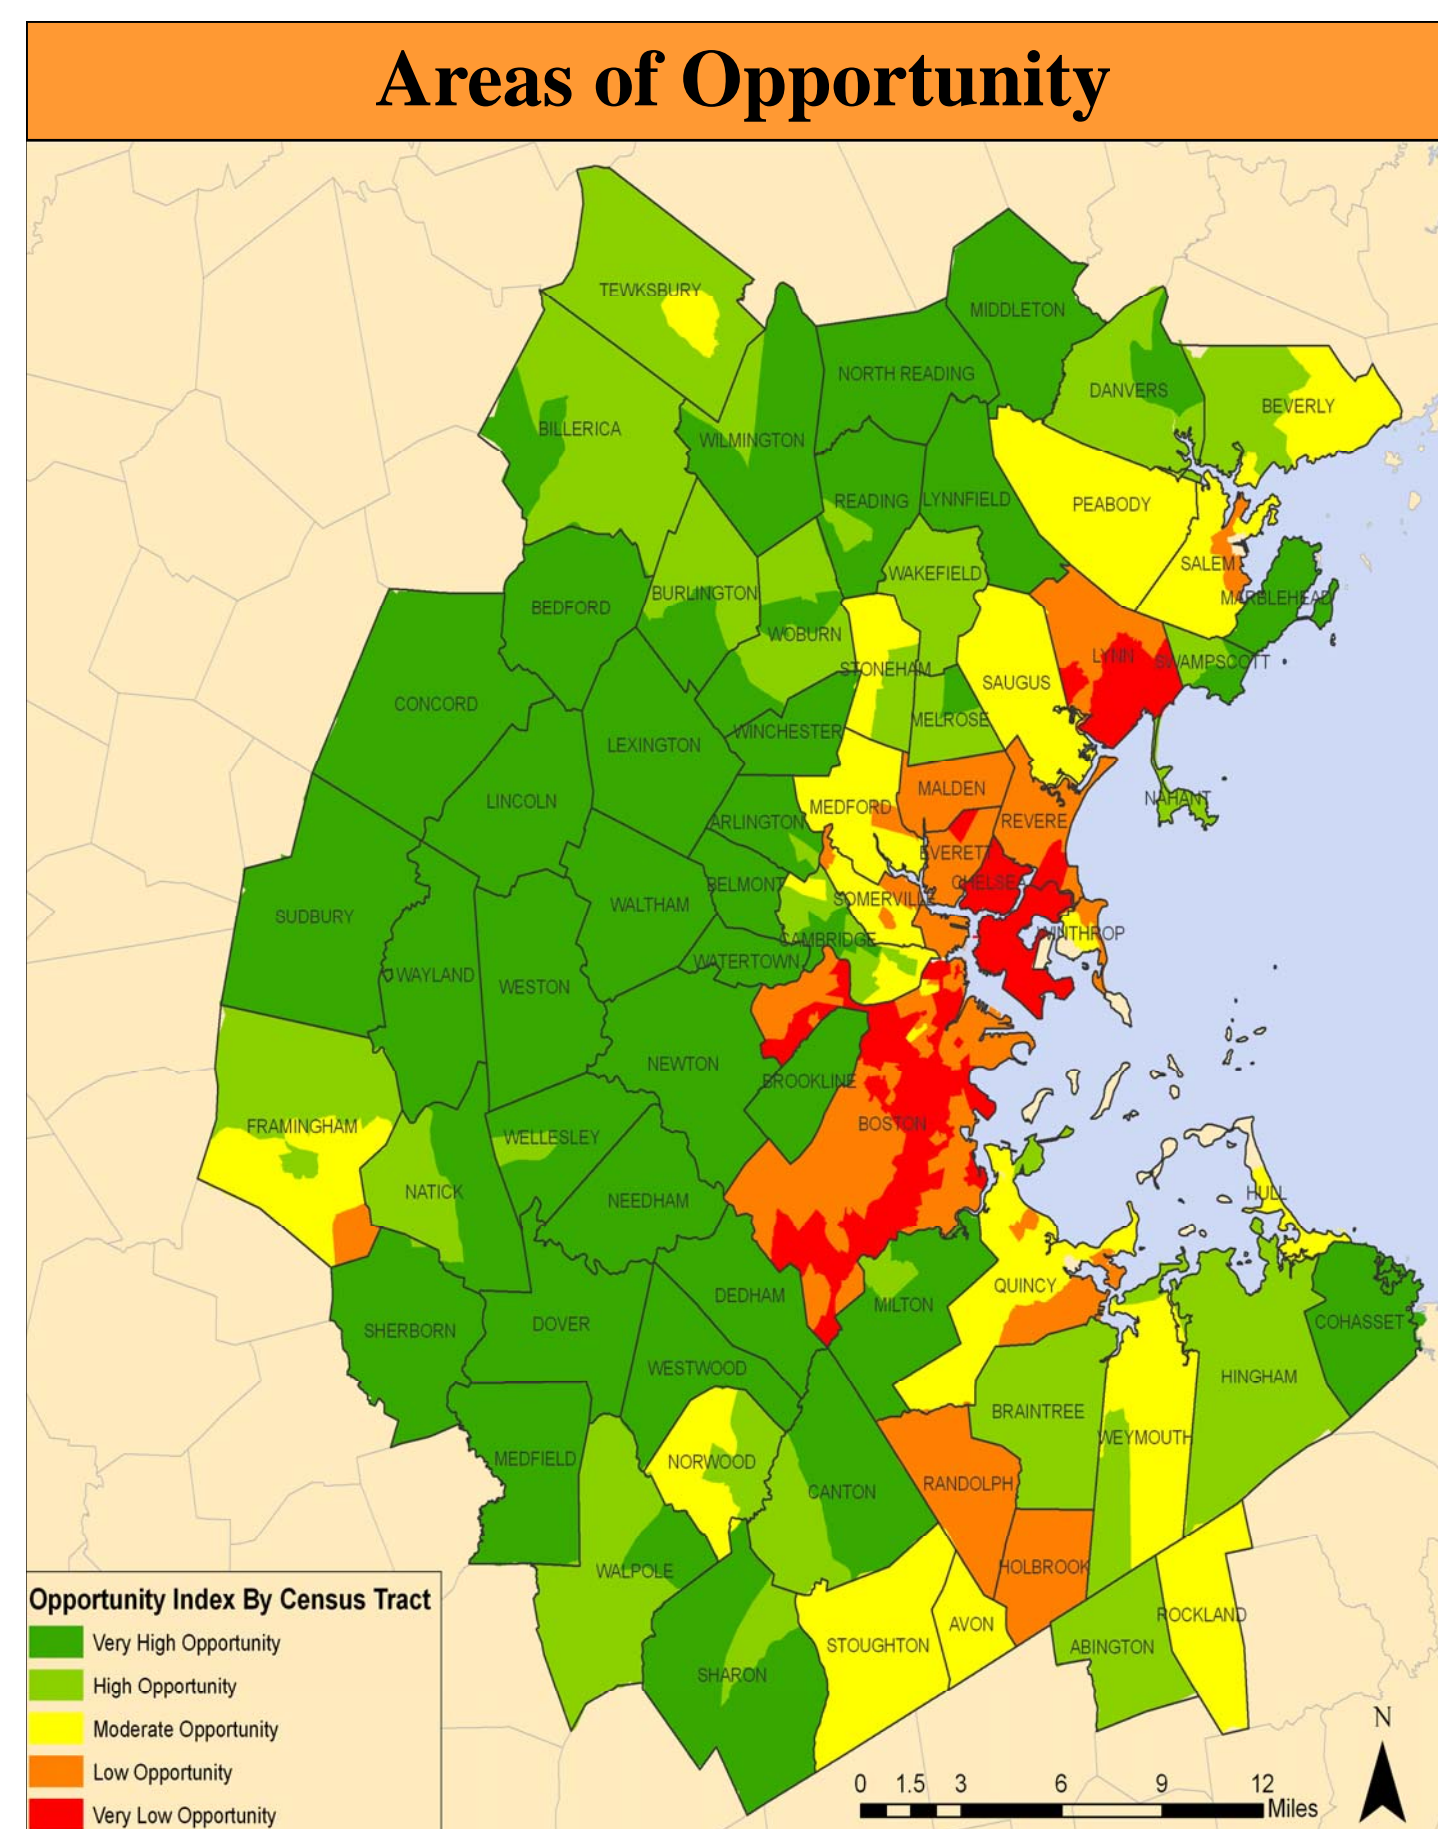 Areas of Opportunity
TEWKSBURY
MIDDLETON
NORTH READING
DANVERS
BEVERLY
BILLERICA
WILMINGTON
READING
LYNNFIELD
PEABODY
SALEM
WAKEFIELD
BURLINGTON
BEDFORD
MARBLEHEAD
WOBURN
LYNN
SWAMPSCOTT
STONEHAM
SAUGUS
CONCORD
MELROSE
WINCHESTER
LEXINGTON
MALDEN
LINCOLN
NAHANT
MEDFORD
ARLINGTON
REVERE
EVERETT
BELMONT
CHELSEA
SOMERVILLE
WALTHAM
SUDBURY
CAMBRIDGE
WINTHROP
WATERTOWN
WAYLAND
WESTON
NEWTON
BROOKLINE
BOSTON
FRAMINGHAM
WELLESLEY
NATICK
NEEDHAM
HULL
QUINCY
DEDHAM
MILTON
COHASSET
DOVER
SHERBORN
WESTWOOD
HINGHAM
BRAINTREE
WEYMOUTH
MEDFIELD
NORWOOD
RANDOLPH
CANTON
HOLBROOK
WALPOLE
ROCKLAND
AVON
STOUGHTON
ABINGTON
SHARON
Opportunity Index By Census Tract
Very High Opportunity
High Opportunity
Moderate Opportunity
Low Opportunity
Very Low Opportunity
N
0 1.5 3 6 9 12
Miles